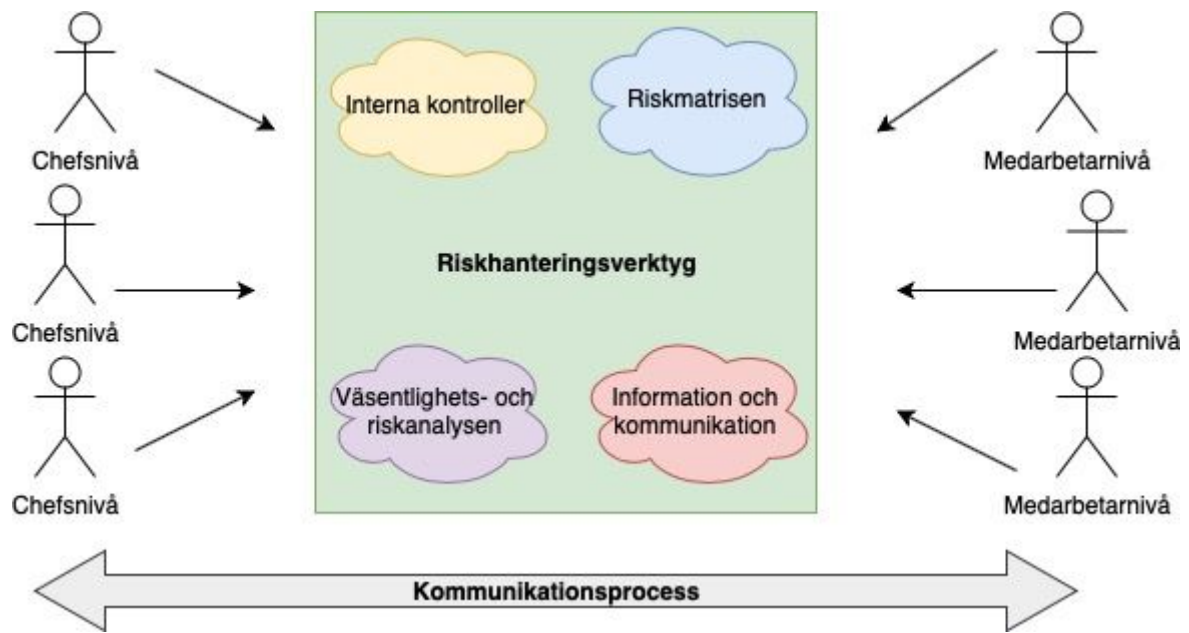 Interna kontroller
Riskmatrisen
Chefsnivå
Medarbetarnivå
Riskhanteringsverktyg
Chefsnivå
Medarbetarnivå
Väsentlighets- och
riskanalysen
Information och
kommunikation
Chefsnivå
Medarbetarnivå
Kommunikationsprocess